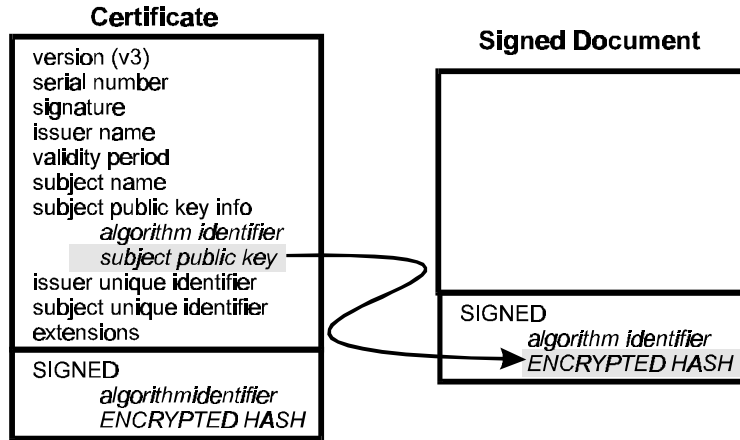 Certificate
version (v3)
serial number
signature
issuer name
validity period
subject name
subject public key info
algorithm identifier
subject public key
issuer unique identifier
subject unique identifier
extensions
SIGNED
algorithmidentifier
ENCRYPTED HASH
Signed Document
SIGNED
algorithm identifier
ENCRYPTED HASH